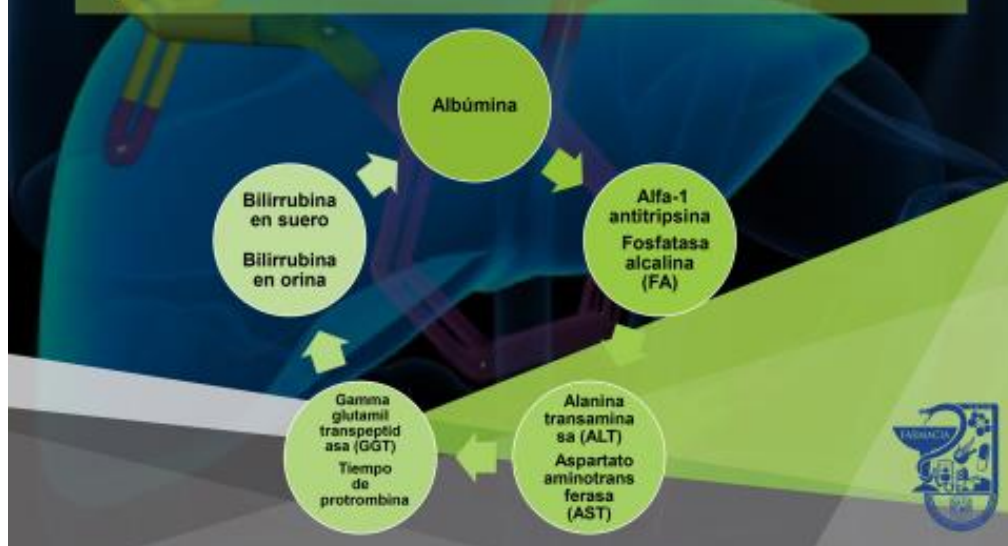 Albúmina
Alfa-1
antitripsina
Fosfatasa
alcalina
(FA)
Alanina
transamina
sa (ALT)
Aspartato
aminotrans
ferasa
(AST)
Gamma
glutamil
transpeptid
asa (GGT)
Tiempo
de
protrombina
Bilirrubina
en suero
Bilirrubina
en orina
FARMACIA